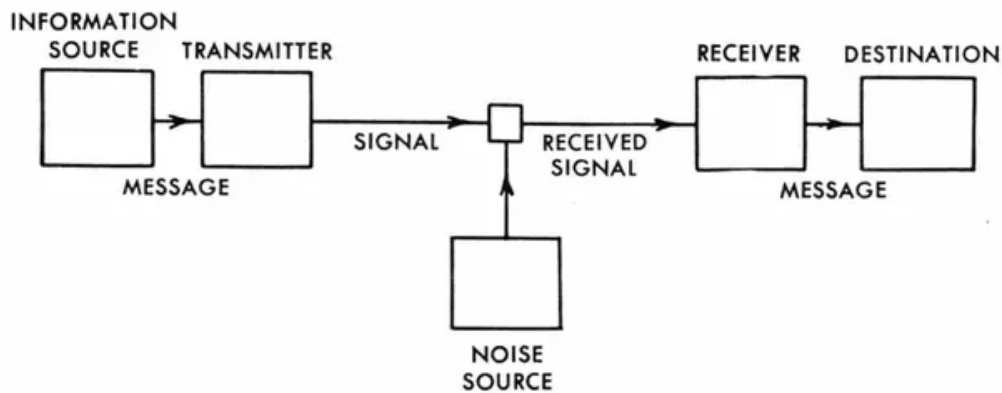 INFORMATION
SOURCE
TRANSMITTER
RECEIVER
DESTINATION
SIGNAL
RECEIVED
SIGNAL
MESSAGE
MESSAGE
NOISE
SOURCE